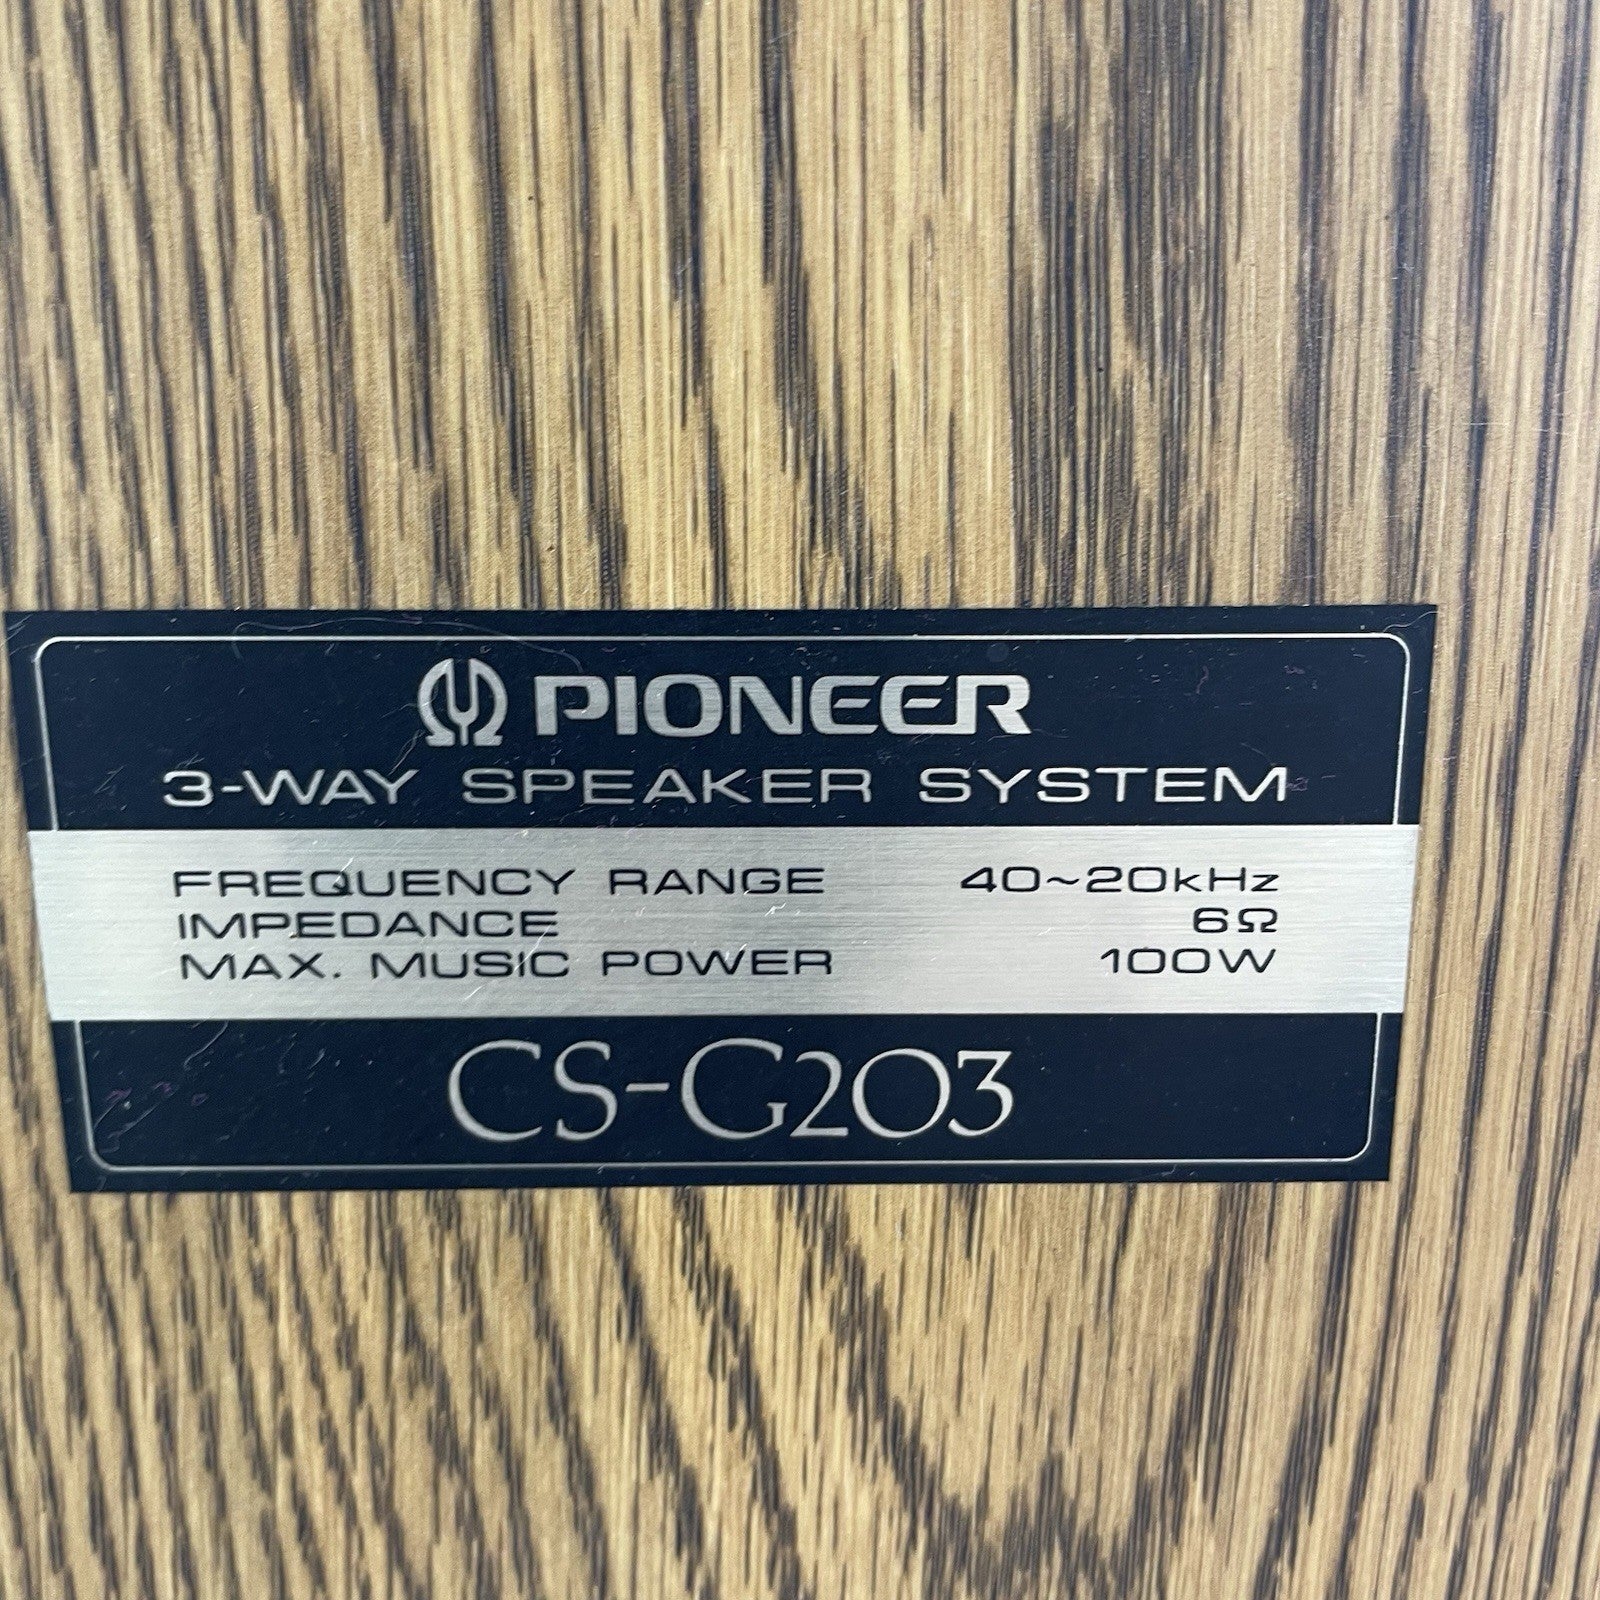 PIONEER
3-WAY SPEAKER SYSTEM
FREQUENCY RANGE 40~20kHz
IMPEDANCE 6Ω
MAX. MUSIC POWER 100W
CS-G203